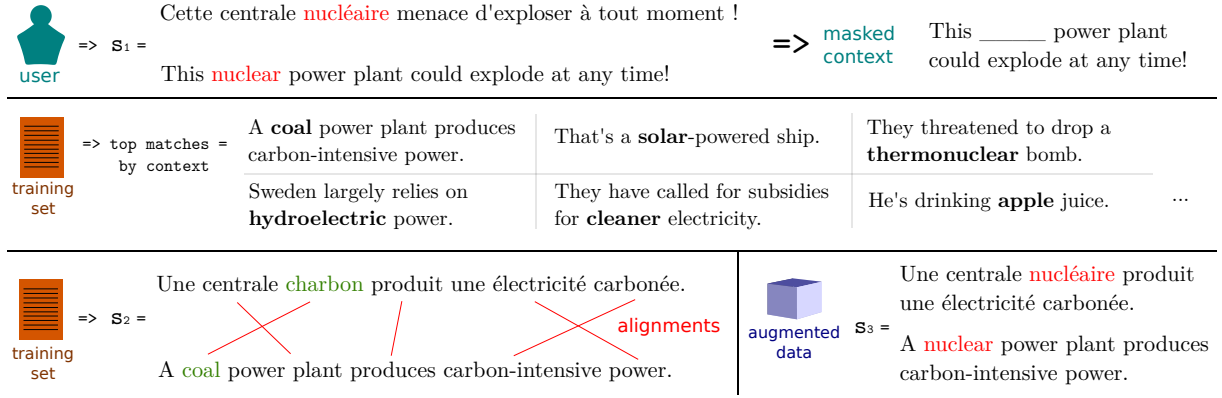 Cette centrale nucléaire menace d'exploser à tout moment !
user => S1 =
This nuclear power plant could explode at any time!
=> masked context
This _____ power plant
could explode at any time!
training set
=> top matches =
by context
A coal power plant produces
carbon-intensive power.
That's a solar-powered ship.
They threatened to drop a
thermonuclear bomb.
Sweden largely relies on
hydroelectric power.
They have called for subsidies
for cleaner electricity.
He's drinking apple juice.
...
training set
=> S2 =
Une centrale charbon produit une électricité carbonée.
alignments
A coal power plant produces carbon-intensive power.
augmented data
S3 =
Une centrale nucléaire produit
une électricité carbonée.
A nuclear power plant produces
carbon-intensive power.